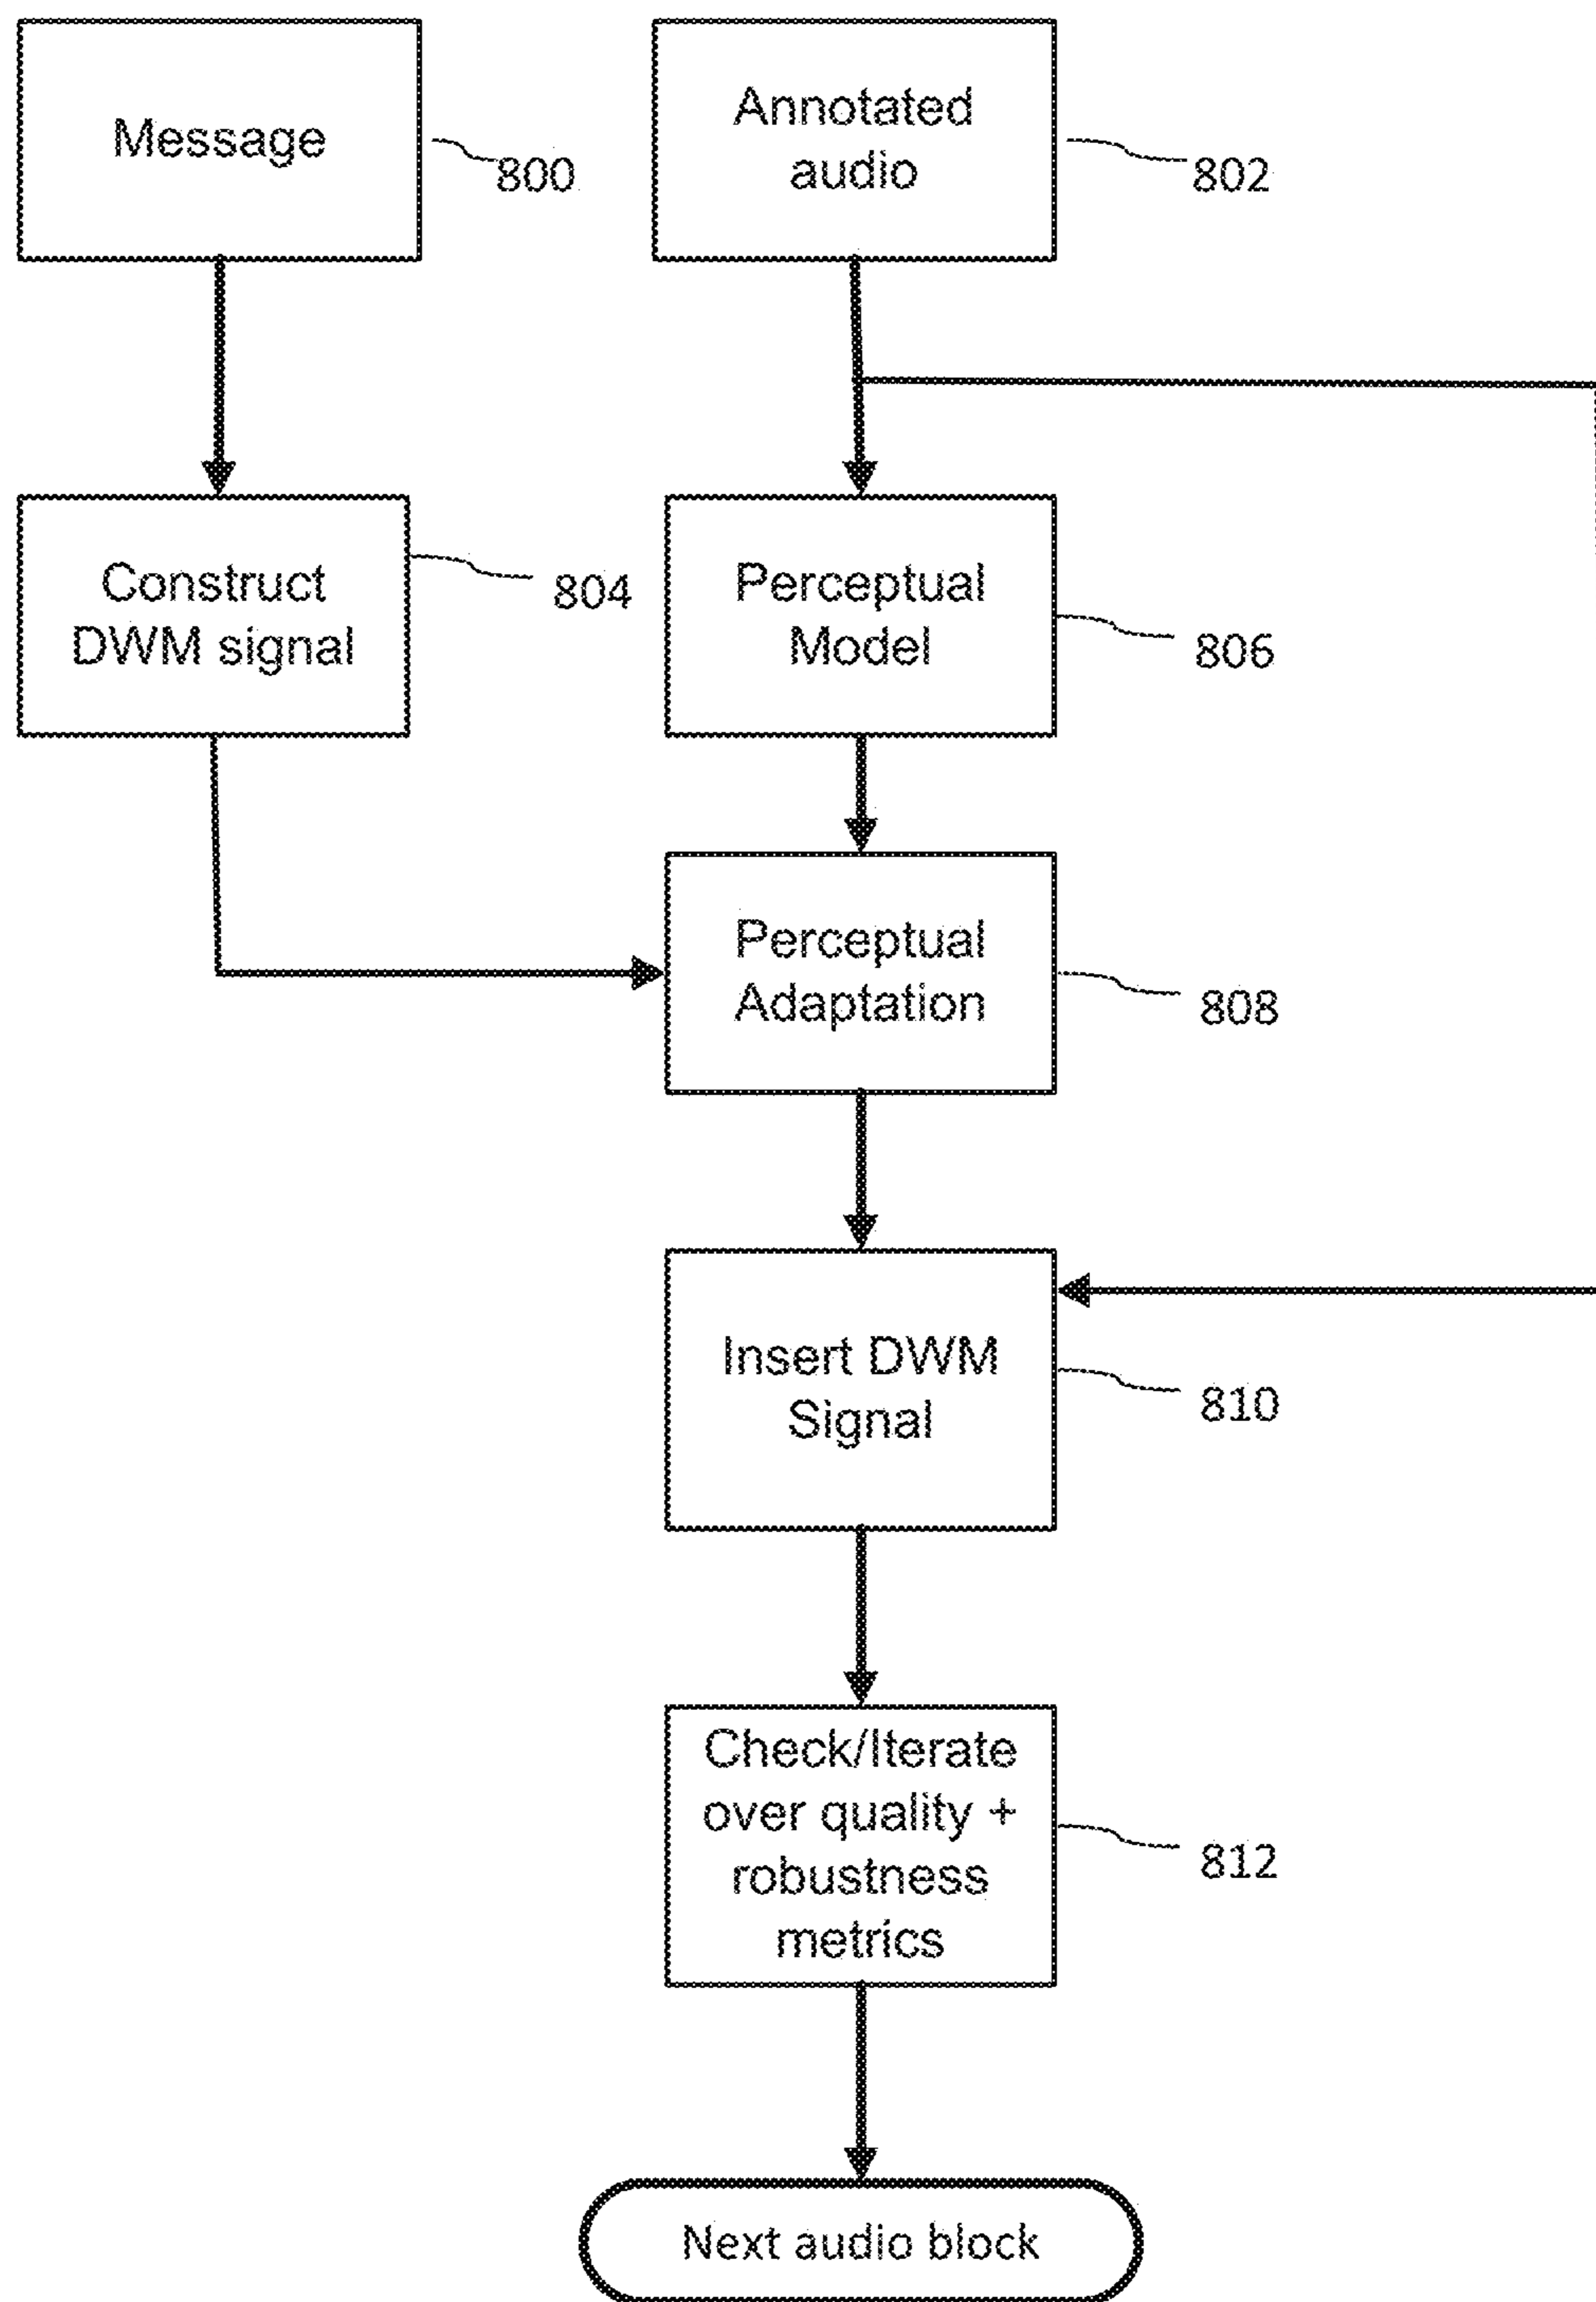 Message
800
Annotated
audio
802
Construct
DWM signal
804
Perceptual
Model
806
Perceptual
Adaptation
808
Insert DWM
Signal
810
Check/Iterate
over quality +
robustness
metrics
812
Next audio block